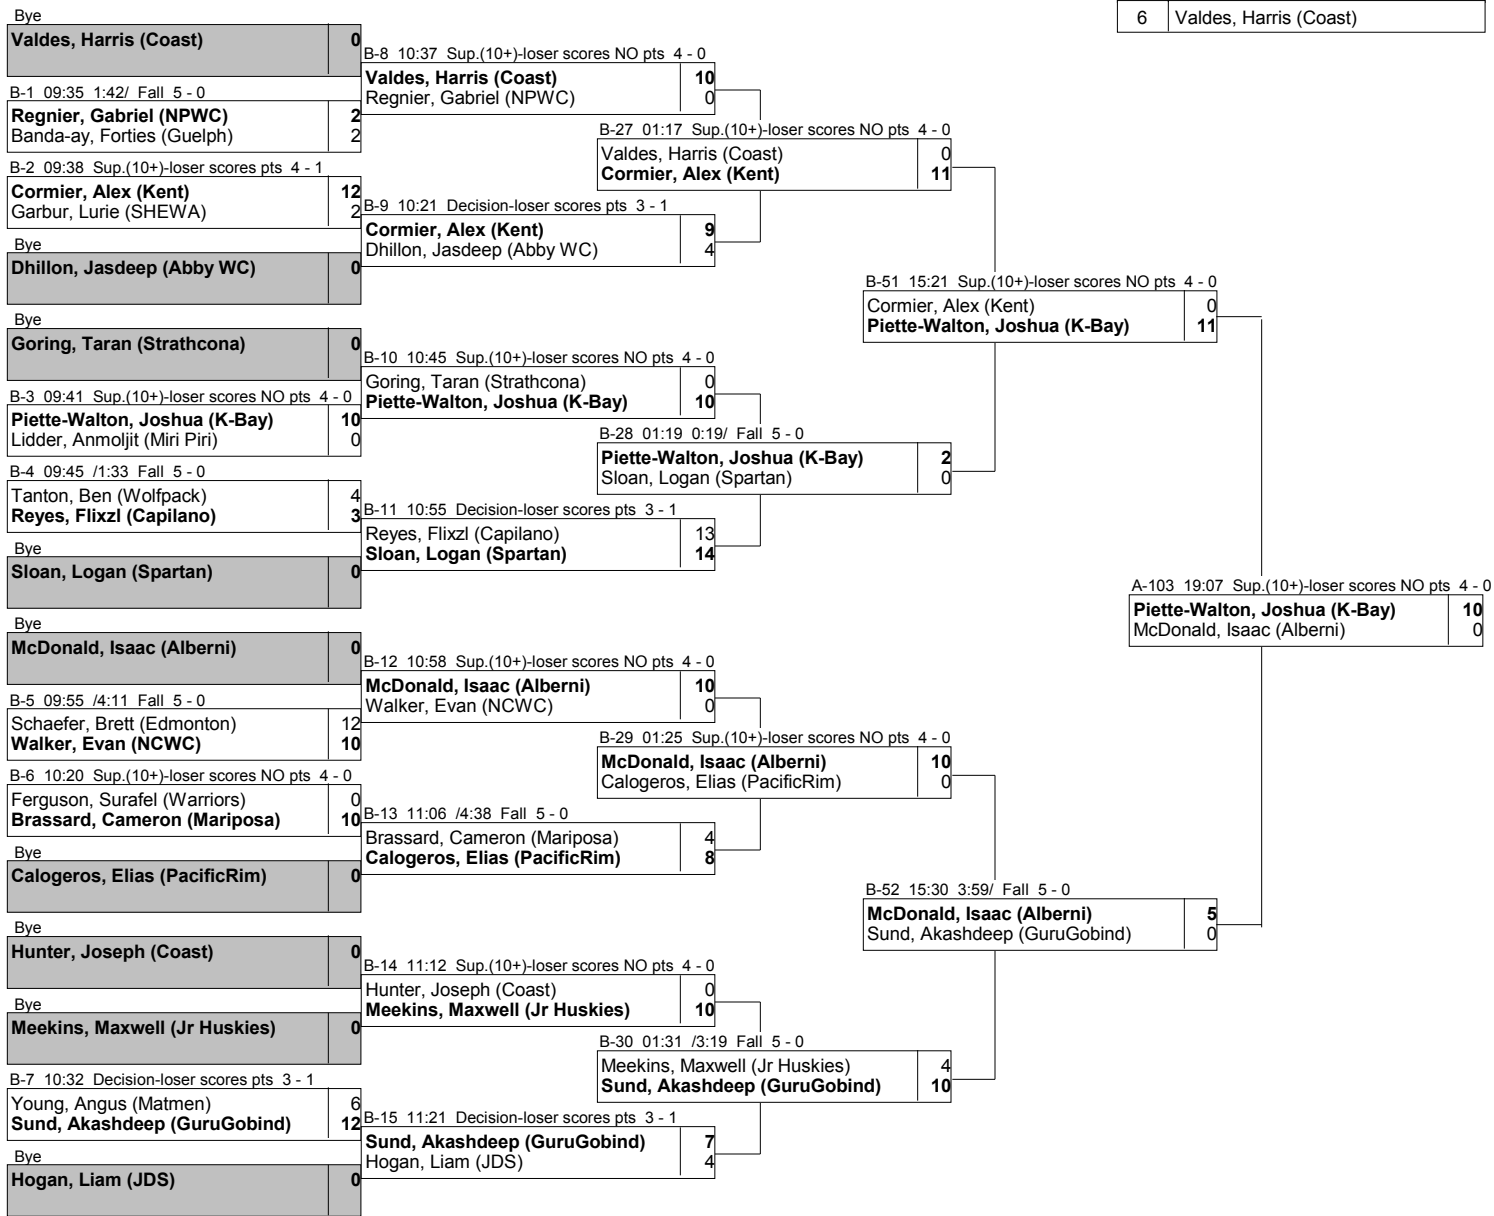 6 Valdes, Harris (Coast)
Bye
Valdes, Harris (Coast) 0
B-1 09:35 1:42/ Fall 5 - 0
Regnier, Gabriel (NPWC) 2
Banda-ay, Forties (Guelph) 2
B-2 09:38 Sup.(10+)-loser scores pts 4 - 1
Cormier, Alex (Kent) 12
Garbur, Lurie (SHEWA) 2
Bye
Dhillon, Jasdeep (Abby WC) 0
Bye
Goring, Taran (Strathcona) 0
B-3 09:41 Sup.(10+)-loser scores NO pts 4 - 0
Piette-Walton, Joshua (K-Bay) 10
Lidder, Anmoljit (Miri Piri) 0
B-4 09:45 /1:33 Fall 5 - 0
Tanton, Ben (Wolfpack) 4
Reyes, Flixzl (Capilano) 3
Bye
Sloan, Logan (Spartan) 0
Bye
McDonald, Isaac (Alberni) 0
B-5 09:55 /4:11 Fall 5 - 0
Schaefer, Brett (Edmonton) 12
Walker, Evan (NCWC) 10
B-6 10:20 Sup.(10+)-loser scores NO pts 4 - 0
Ferguson, Surafel (Warriors) 0
Brassard, Cameron (Mariposa) 10
Bye
Calogeros, Elias (PacificRim) 0
Bye
Hunter, Joseph (Coast) 0
Bye
Meekins, Maxwell (Jr Huskies) 0
B-7 10:32 Decision-loser scores pts 3 - 1
Young, Angus (Matmen) 6
Sund, Akashdeep (GuruGobind) 12
Bye
Hogan, Liam (JDS) 0
B-8 10:37 Sup.(10+)-loser scores NO pts 4 - 0
Valdes, Harris (Coast) 10
Regnier, Gabriel (NPWC) 0
B-9 10:21 Decision-loser scores pts 3 - 1
Cormier, Alex (Kent) 9
Dhillon, Jasdeep (Abby WC) 4
B-10 10:45 Sup.(10+)-loser scores NO pts 4 - 0
Goring, Taran (Strathcona) 0
Piette-Walton, Joshua (K-Bay) 10
B-11 10:55 Decision-loser scores pts 3 - 1
Reyes, Flixzl (Capilano) 13
Sloan, Logan (Spartan) 14
B-12 10:58 Sup.(10+)-loser scores NO pts 4 - 0
McDonald, Isaac (Alberni) 10
Walker, Evan (NCWC) 0
B-13 11:06 /4:38 Fall 5 - 0
Brassard, Cameron (Mariposa) 4
Calogeros, Elias (PacificRim) 8
B-14 11:12 Sup.(10+)-loser scores NO pts 4 - 0
Hunter, Joseph (Coast) 0
Meekins, Maxwell (Jr Huskies) 10
B-15 11:21 Decision-loser scores pts 3 - 1
Sund, Akashdeep (GuruGobind) 7
Hogan, Liam (JDS) 4
B-27 01:17 Sup.(10+)-loser scores NO pts 4 - 0
Valdes, Harris (Coast) 0
Cormier, Alex (Kent) 11
B-28 01:19 0:19/ Fall 5 - 0
Piette-Walton, Joshua (K-Bay) 2
Sloan, Logan (Spartan) 0
B-29 01:25 Sup.(10+)-loser scores NO pts 4 - 0
McDonald, Isaac (Alberni) 10
Calogeros, Elias (PacificRim) 0
B-30 01:31 /3:19 Fall 5 - 0
Meekins, Maxwell (Jr Huskies) 4
Sund, Akashdeep (GuruGobind) 10
B-51 15:21 Sup.(10+)-loser scores NO pts 4 - 0
Cormier, Alex (Kent) 0
Piette-Walton, Joshua (K-Bay) 11
B-52 15:30 3:59/ Fall 5 - 0
McDonald, Isaac (Alberni) 5
Sund, Akashdeep (GuruGobind) 0
A-103 19:07 Sup.(10+)-loser scores NO pts 4 - 0
Piette-Walton, Joshua (K-Bay) 10
McDonald, Isaac (Alberni) 0